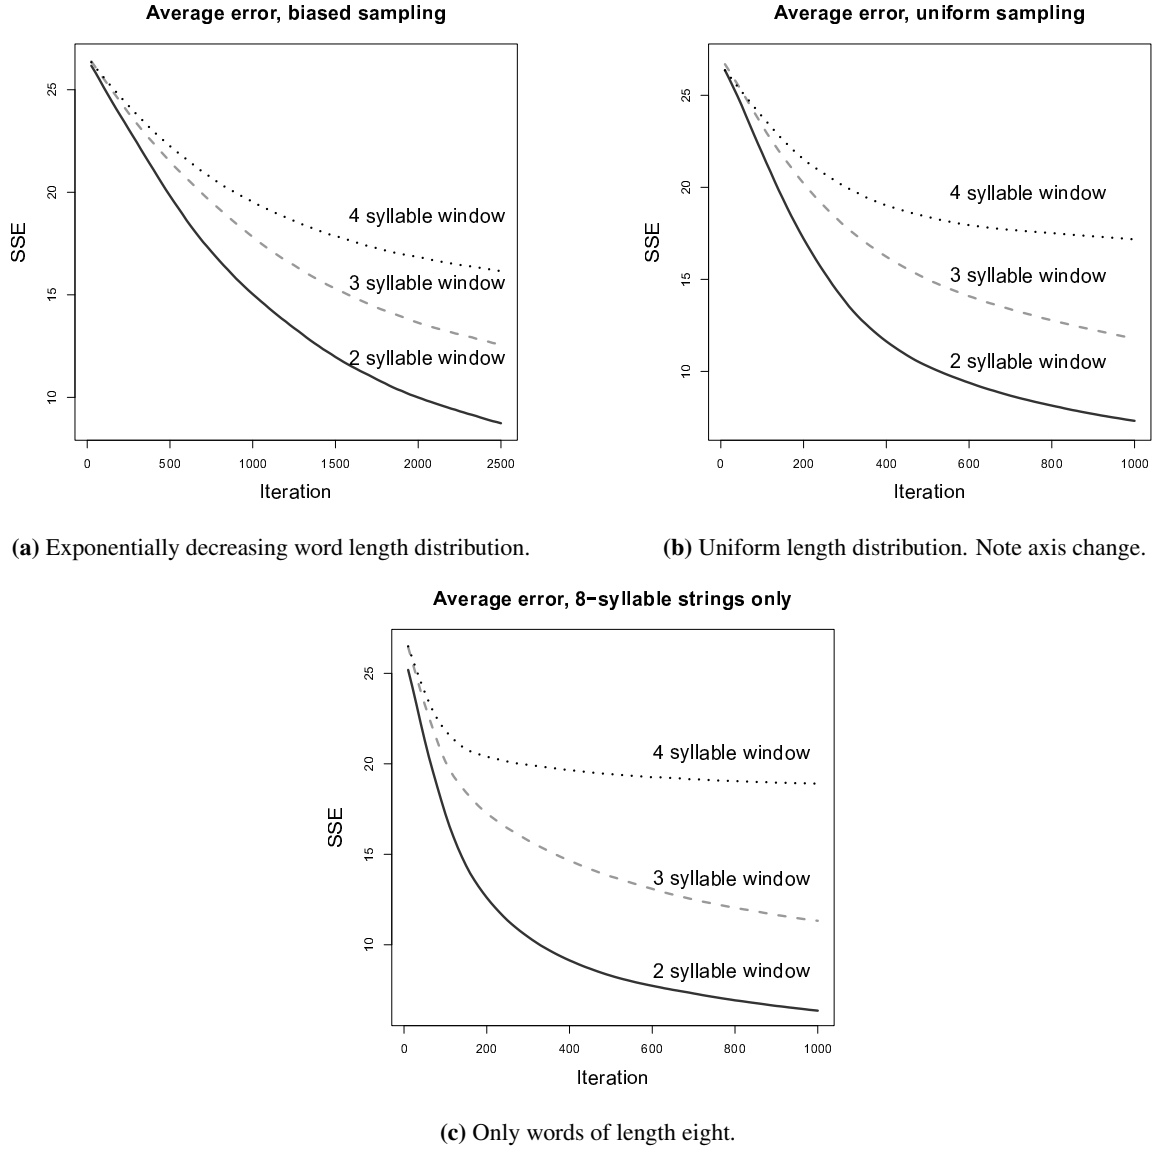 Average error, biased sampling
SSE
25
20
15
10
4 syllable window
3 syllable window
2 syllable window
0 500 1000 1500 2000 2500
Iteration
(a) Exponentially decreasing word length distribution.
Average error, uniform sampling
SSE
25
20
15
10
4 syllable window
3 syllable window
2 syllable window
0 200 400 600 800 1000
Iteration
(b) Uniform length distribution. Note axis change.
Average error, 8−syllable strings only
SSE
25
20
15
10
4 syllable window
3 syllable window
2 syllable window
0 200 400 600 800 1000
Iteration
(c) Only words of length eight.